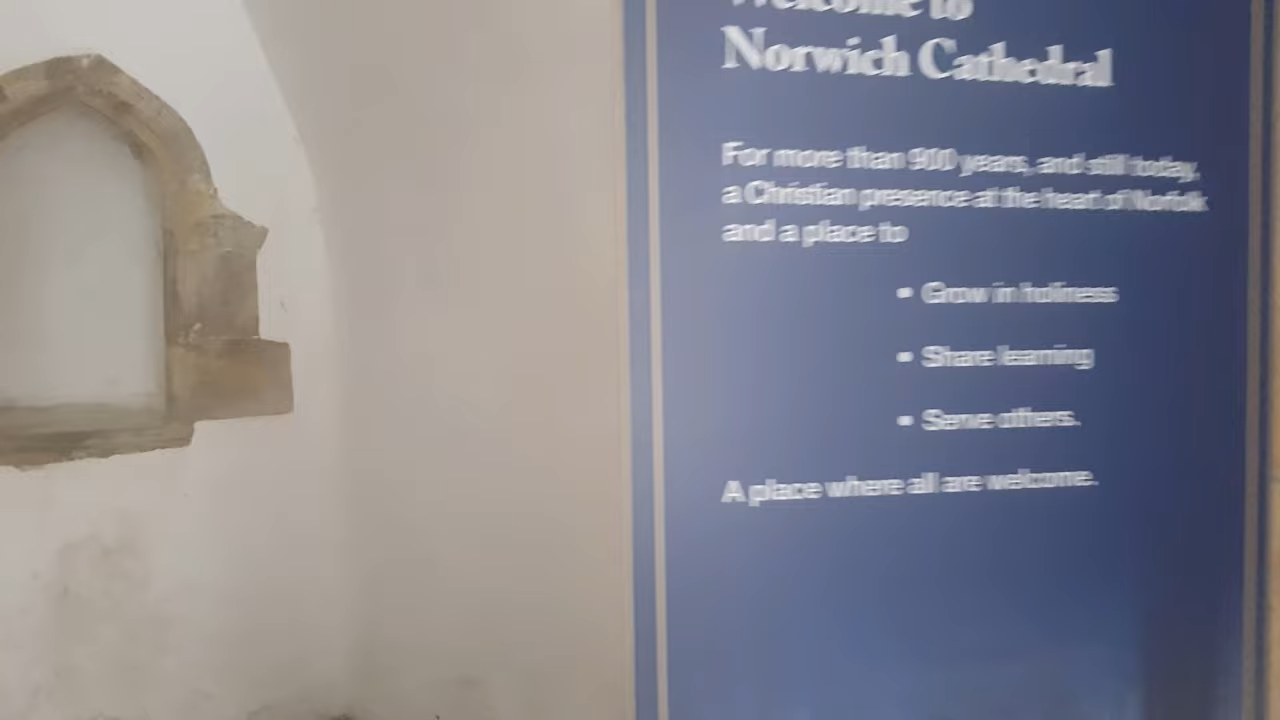 Welcome to
Norwich Cathedral
For more than 900 years, and still today,
a Christian presence at the heart of Norfolk
and a place to
• Grow in holiness
• Share learning
• Serve others.
A place where all are welcome.